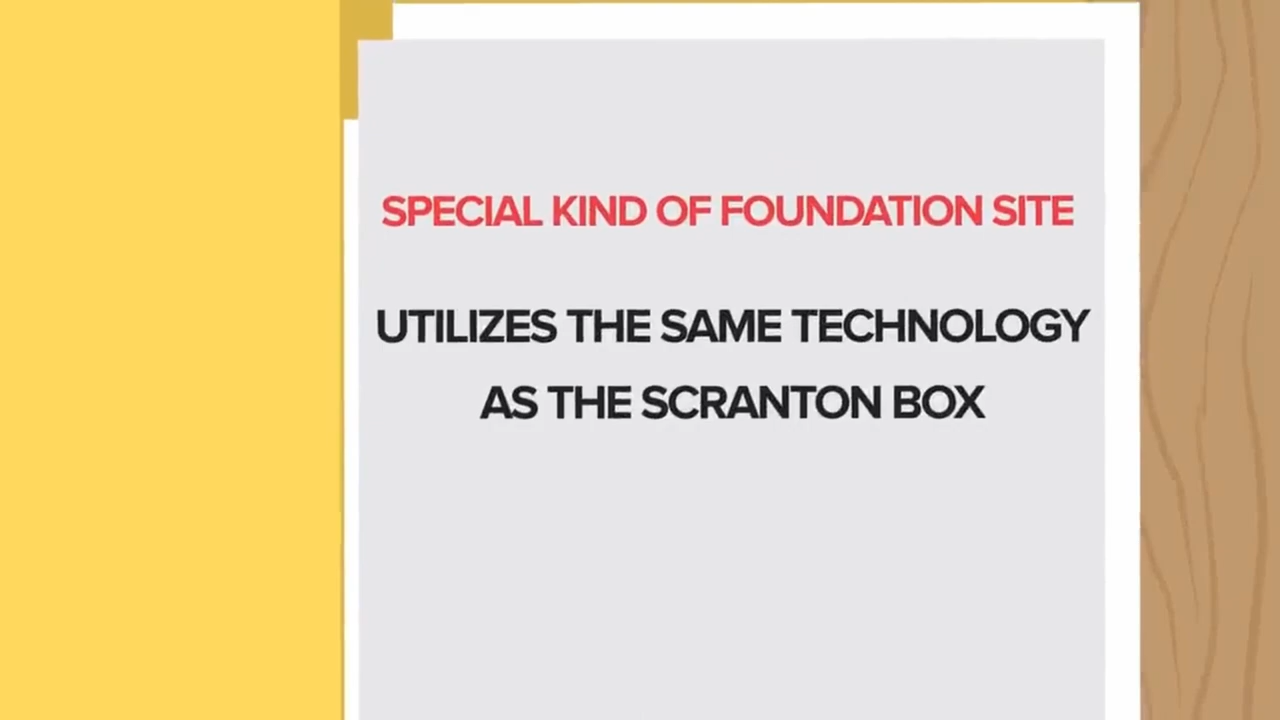 SPECIAL KIND OF FOUNDATION SITE
UTILIZES THE SAME TECHNOLOGY
AS THE SCRANTON BOX